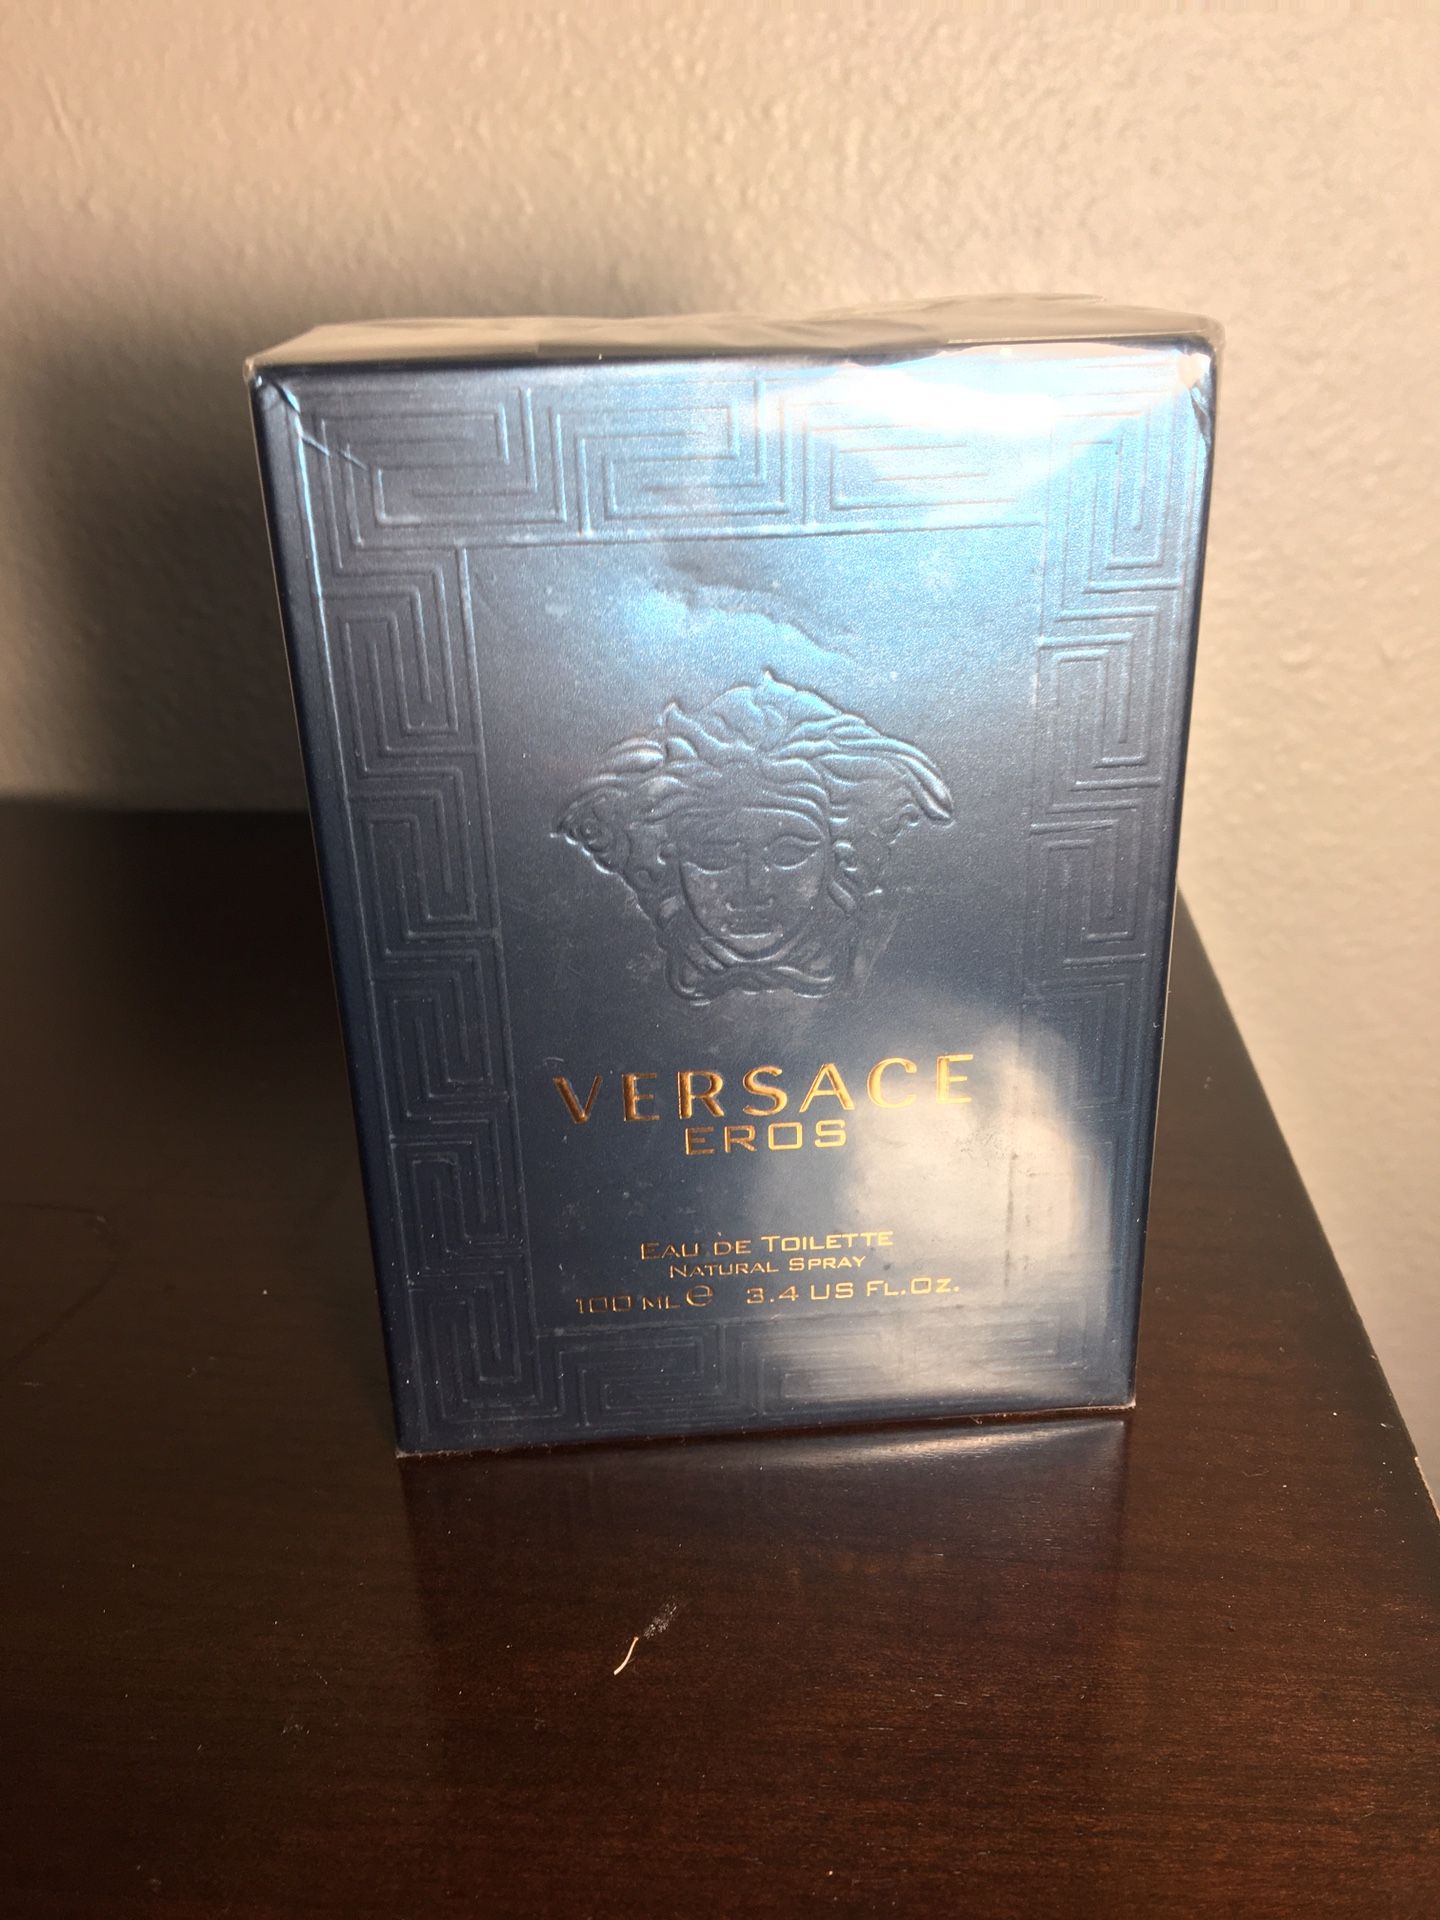 VERSACE
EROS
EAU DE TOILETTE
NATURAL SPRAY
100 ML ℮ 3.4 US FL.OZ.